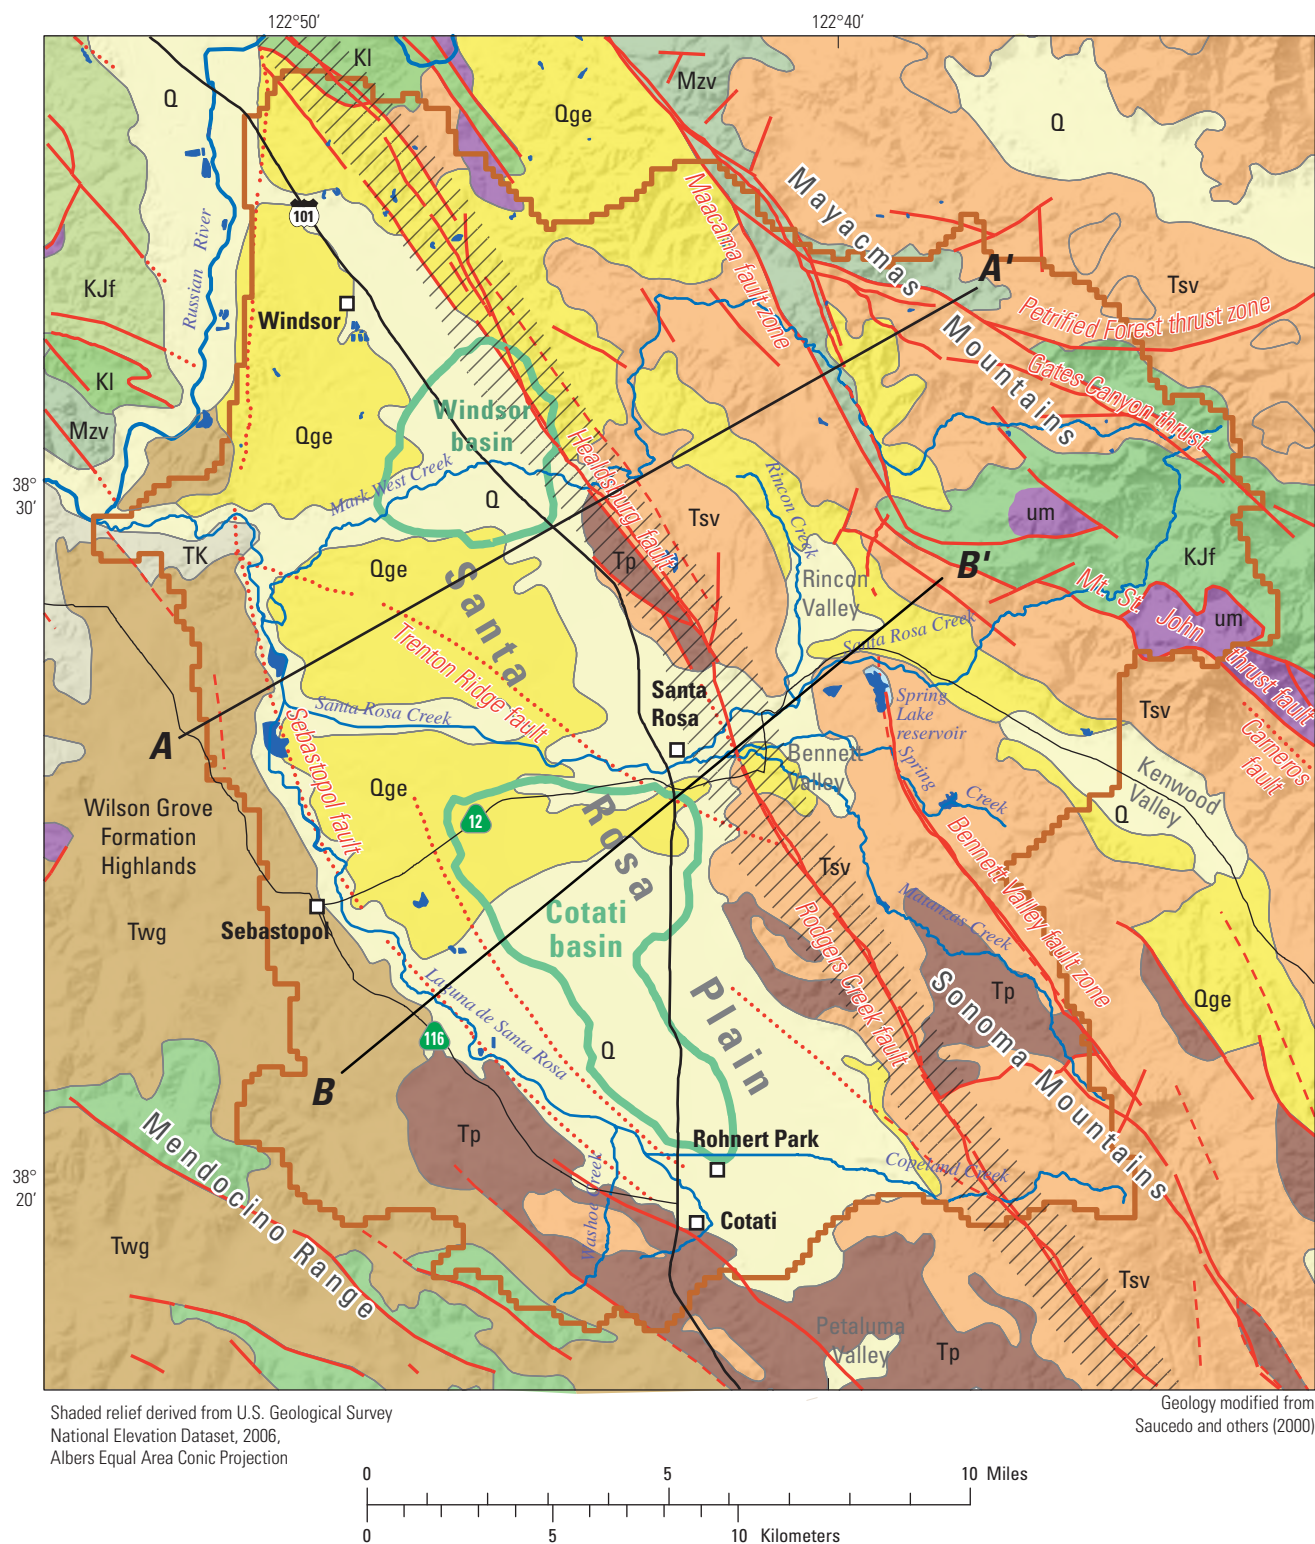 122°50'
122°40'
Kl
Q
Mzv
Qge
Q
101
Russian River
Maacama fault zone
Mayacmas
Mountains
A'
Tsv
KJf
Windsor
Petrified Forest thrust zone
Gates Canyon thrust
Kl
Mzv
Qge
Windsor
basin
Healdsburg fault
Mark West Creek
Q
Rincon Creek
38°
30'
Tsv
um
TK
Qge
Tp
KJf
B'
Rincon
Valley
Mt. St. John thrust fault
um
Santa
Rosa
Plain
Trenton Ridge fault
Santa Rosa Creek
Santa
Rosa
Spring
Lake
reservoir
Tsv
Santa Rosa Creek
Sebastopol fault
A
Bennett
Valley
Spring Creek
Carneros
fault
Kenwood
Valley
Qge
Wilson Grove
Formation
Highlands
12
Q
Bennett Valley fault zone
Tsv
Twg
Sebastopol
Cotati
basin
Rodgers Creek fault
Matanzas Creek
Laguna de Santa Rosa
Sonoma Mountains
Tp
Qge
116
Q
B
Mendocino Range
Tp
Rohnert Park
38°
20'
Copeland Creek
Washoe Creek
Cotati
Twg
Tsv
Petaluma
Valley
Tp
Shaded relief derived from U.S. Geological Survey
National Elevation Dataset, 2006,
Albers Equal Area Conic Projection
Geology modified from
Saucedo and others (2000)
0 5 10 Miles
0 5 10 Kilometers